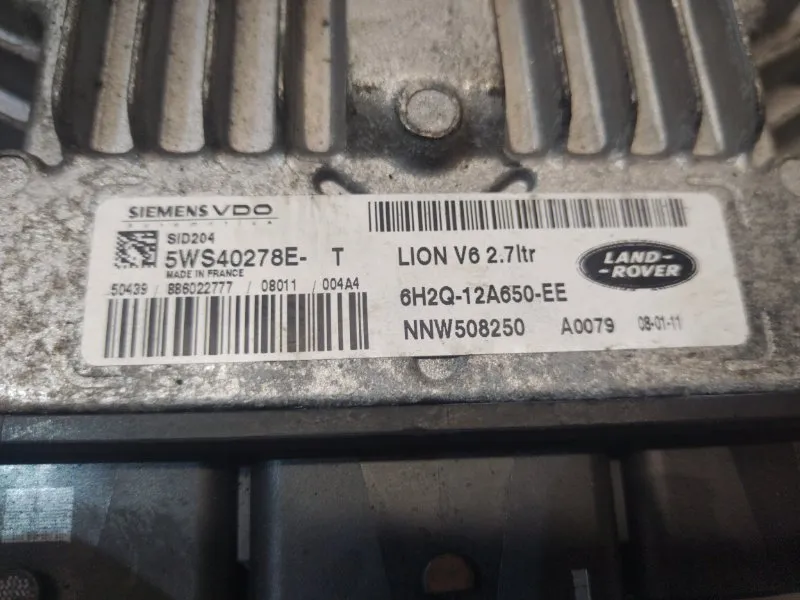 SIEMENS VDO
SID204
5WS40278E- T
MADE IN FRANCE
50439 / 886022777 / 08011 / 004A4
LION V6 2.7ltr
LAND-
-ROVER
6H2Q-12A650-EE
NNW508250 A0079 08-01-11